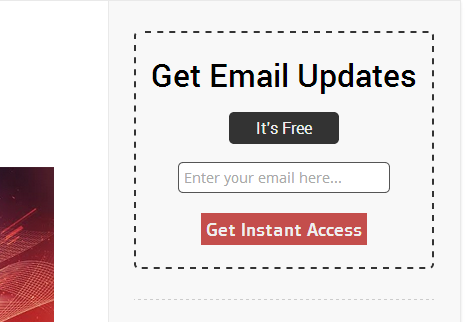 Get Email Updates
It's Free
Enter your email here...
Get Instant Access